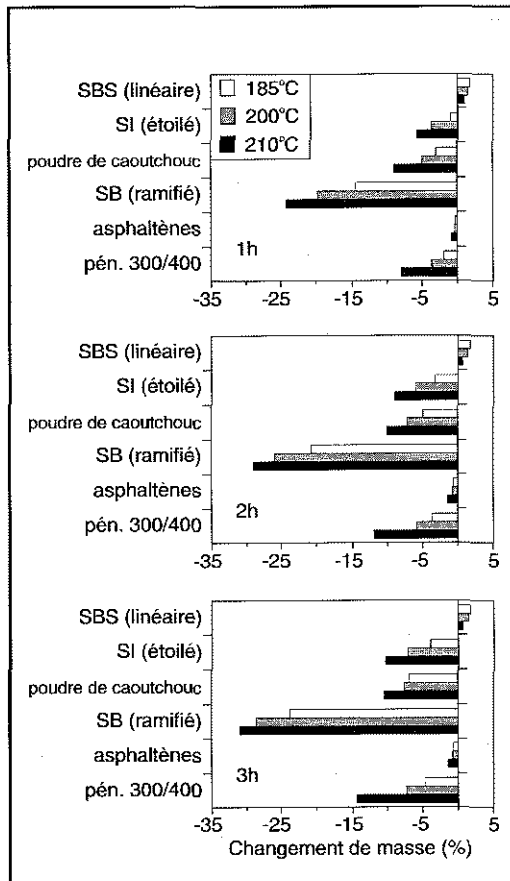 SBS (linéaire)
SI (étoilé)
poudre de caoutchouc
SB (ramifié)
asphaltènes
pén. 300/400
185°C
200°C
210°C
1h
-35
-25
-15
-5
5
SBS (linéaire)
SI (étoilé)
poudre de caoutchouc
SB (ramifié)
asphaltènes
pén. 300/400
2h
-35
-25
-15
-5
5
SBS (linéaire)
SI (étoilé)
poudre de caoutchouc
SB (ramifié)
asphaltènes
pén. 300/400
3h
-35
-25
-15
-5
5
Changement de masse (%)